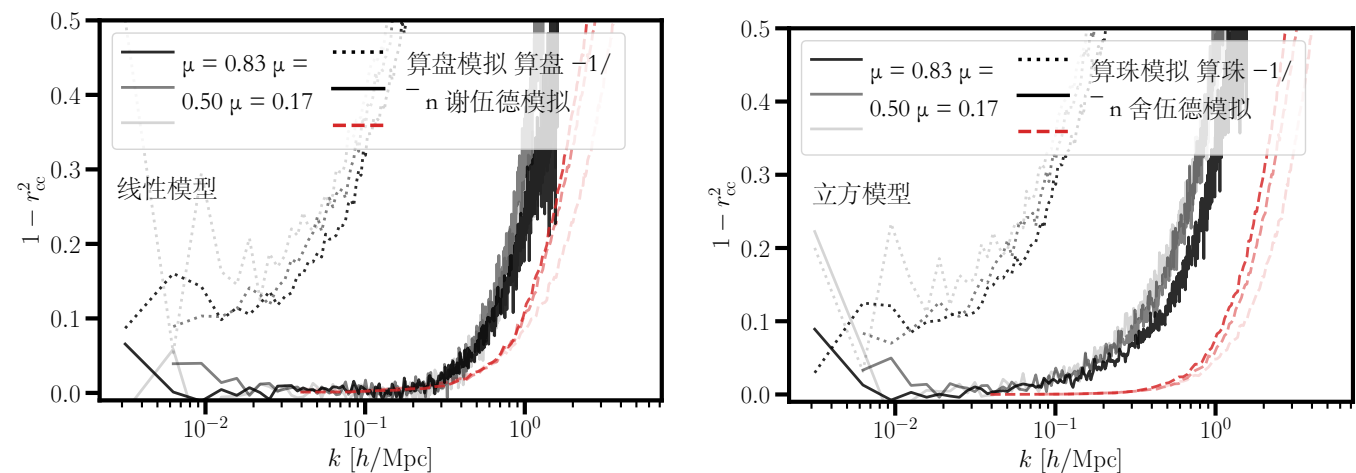 0.5
0.4
0.3
0.2
0.1
0.0
1 − r²cc
μ = 0.83 μ =
0.50 μ = 0.17
算盘模拟 算盘 −1/
¯ n 谢伍德模拟
线性模型
10⁻² 10⁻¹ 10⁰
k [h/Mpc]
0.5
0.4
0.3
0.2
0.1
0.0
1 − r²cc
μ = 0.83 μ =
0.50 μ = 0.17
算珠模拟 算珠 −1/
¯ n 舍伍德模拟
立方模型
10⁻² 10⁻¹ 10⁰
k [h/Mpc]